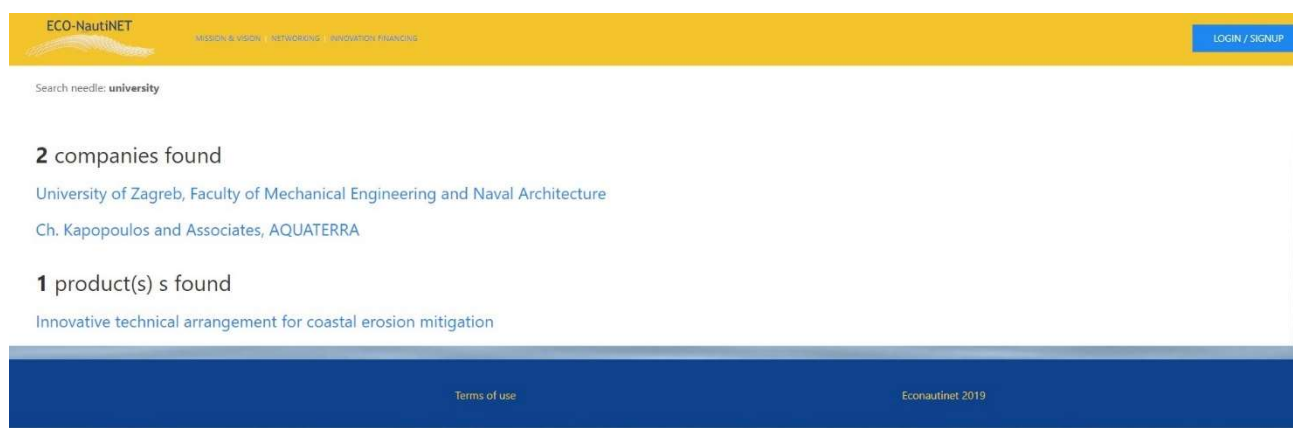 ECO-NautiNET
MISSION & VISION | NETWORKING | INNOVATION FINANCING
LOGIN / SIGNUP
Search needle: university
2 companies found
University of Zagreb, Faculty of Mechanical Engineering and Naval Architecture
Ch. Kapopoulos and Associates, AQUATERRA
1 product(s) s found
Innovative technical arrangement for coastal erosion mitigation
Terms of use
Econautinet 2019